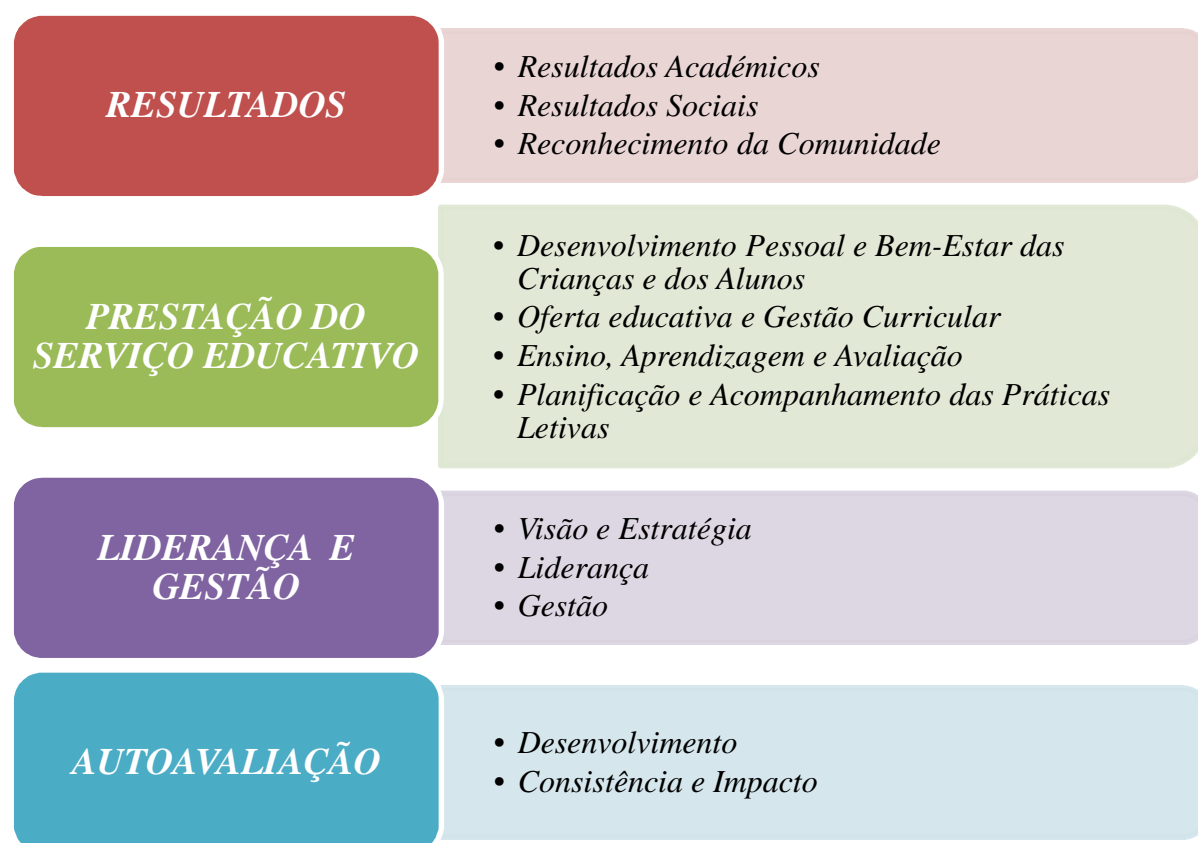 RESULTADOS
• Resultados Académicos
• Resultados Sociais
• Reconhecimento da Comunidade
PRESTAÇÃO DO
SERVIÇO EDUCATIVO
• Desenvolvimento Pessoal e Bem-Estar das
Crianças e dos Alunos
• Oferta educativa e Gestão Curricular
• Ensino, Aprendizagem e Avaliação
• Planificação e Acompanhamento das Práticas
Letivas
LIDERANÇA E
GESTÃO
• Visão e Estratégia
• Liderança
• Gestão
AUTOAVALIAÇÃO
• Desenvolvimento
• Consistência e Impacto